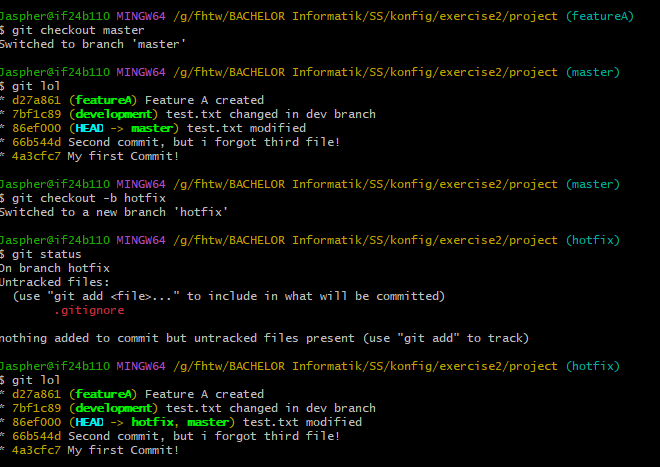 Jaspher@if24b110 MINGW64 /g/fhtw/BACHELOR Informatik/SS/konfig/exercise2/project (featureA)
$ git checkout master
Switched to branch 'master'
Jaspher@if24b110 MINGW64 /g/fhtw/BACHELOR Informatik/SS/konfig/exercise2/project (master)
$ git lol
* d27a861 (featureA) Feature A created
* 7bf1c89 (development) test.txt changed in dev branch
* 86ef000 (HEAD -> master) test.txt modified
* 66b544d Second commit, but i forgot third file!
* 4a3cfc7 My first Commit!
Jaspher@if24b110 MINGW64 /g/fhtw/BACHELOR Informatik/SS/konfig/exercise2/project (master)
$ git checkout -b hotfix
Switched to a new branch 'hotfix'
Jaspher@if24b110 MINGW64 /g/fhtw/BACHELOR Informatik/SS/konfig/exercise2/project (hotfix)
$ git status
On branch hotfix
Untracked files:
  (use "git add <file>..." to include in what will be committed)
        .gitignore
nothing added to commit but untracked files present (use "git add" to track)
Jaspher@if24b110 MINGW64 /g/fhtw/BACHELOR Informatik/SS/konfig/exercise2/project (hotfix)
$ git lol
* d27a861 (featureA) Feature A created
* 7bf1c89 (development) test.txt changed in dev branch
* 86ef000 (HEAD -> hotfix, master) test.txt modified
* 66b544d Second commit, but i forgot third file!
* 4a3cfc7 My first Commit!